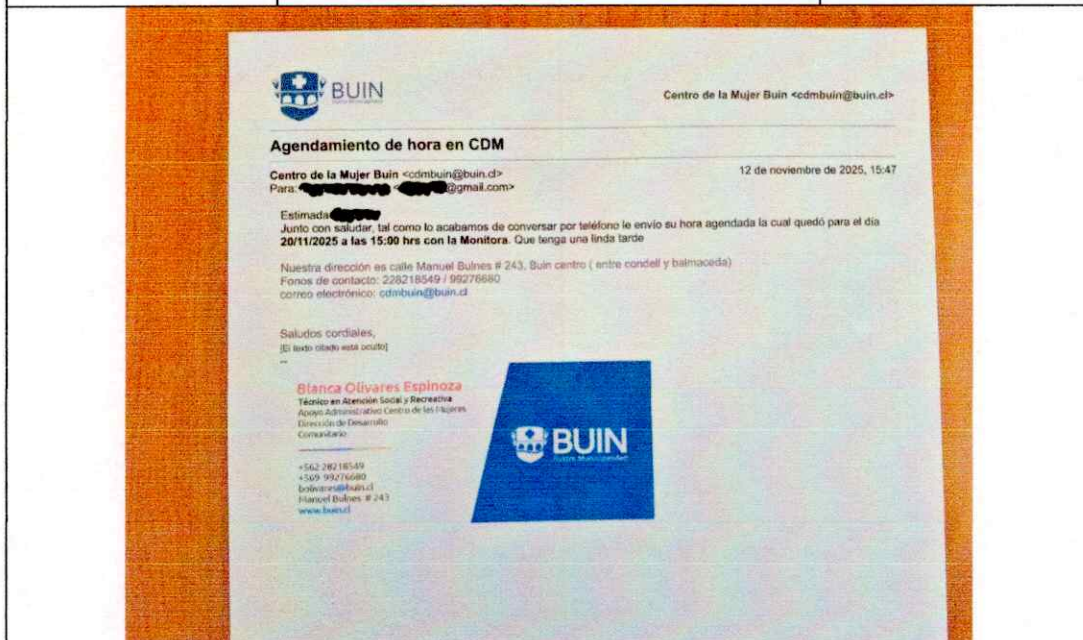 BUIN
Centro de la Mujer Buin <cdmbuin@buin.cl>
Agendamiento de hora en CDM
Centro de la Mujer Buin <cdmbuin@buin.cl>
12 de noviembre de 2025, 15:47
Para: @gmail.com>
Estimada
Junto con saludar, tal como lo acabamos de conversar por teléfono le envío su hora agendada la cual quedó para el día
20/11/2025 a las 15:00 hrs con la Monitora. Que tenga una linda tarde
Nuestra dirección es calle Manuel Bulnes # 243, Buin centro ( entre condell y balmaceda)
Fonos de contacto: 228218549 / 99276680
correo electrónico: cdmbuin@buin.cl
Saludos cordiales,
[El texto citado está oculto]
--
Blanca Olivares Espinoza
Técnico en Atención Social y Recreativa
Apoyo Administrativo Centro de las Mujeres
Dirección de Desarrollo
Comunitario
+562 28218549
+569 99276680
bolivares@buin.cl
Manuel Bulnes # 243
www.buin.cl
BUIN
Ilustre Municipalidad